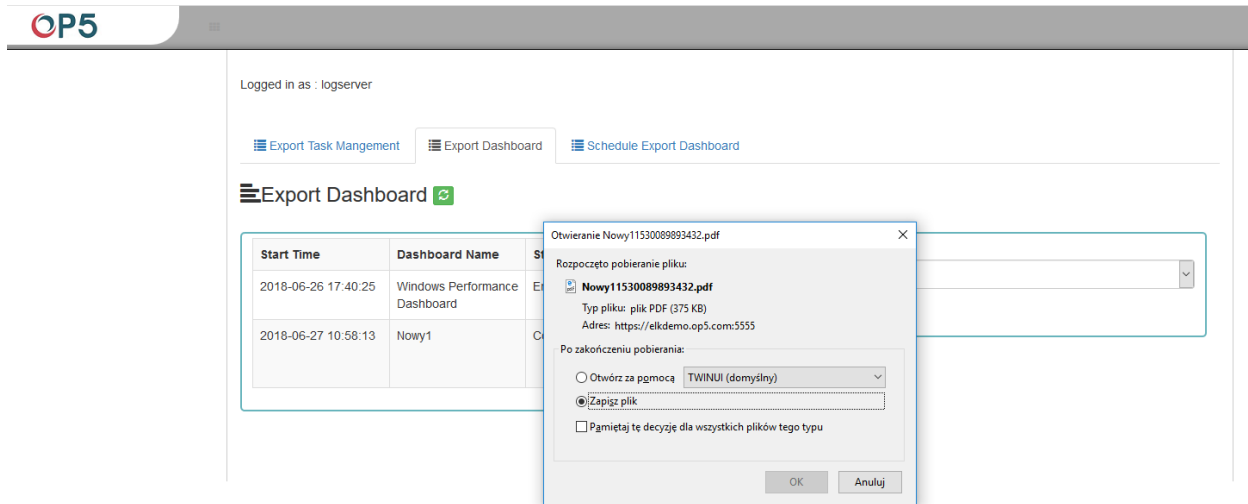 OP5
Logged in as : logserver
Export Task Mangement
Export Dashboard
Schedule Export Dashboard
Export Dashboard
Start Time
Dashboard Name
2018-06-26 17:40:25
Windows Performance
Dashboard
2018-06-27 10:58:13
Nowy1
Otwieranie Nowy11530089893432.pdf
Rozpoczęto pobieranie pliku:
Nowy11530089893432.pdf
Typ pliku: plik PDF (375 KB)
Adres: https://elkdemo.op5.com:5555
Po zakończeniu pobierania:
Otwórz za pomocą
TWINUI (domyślny)
Zapisz plik
Pamiętaj tę decyzję dla wszystkich plików tego typu
OK
Anuluj